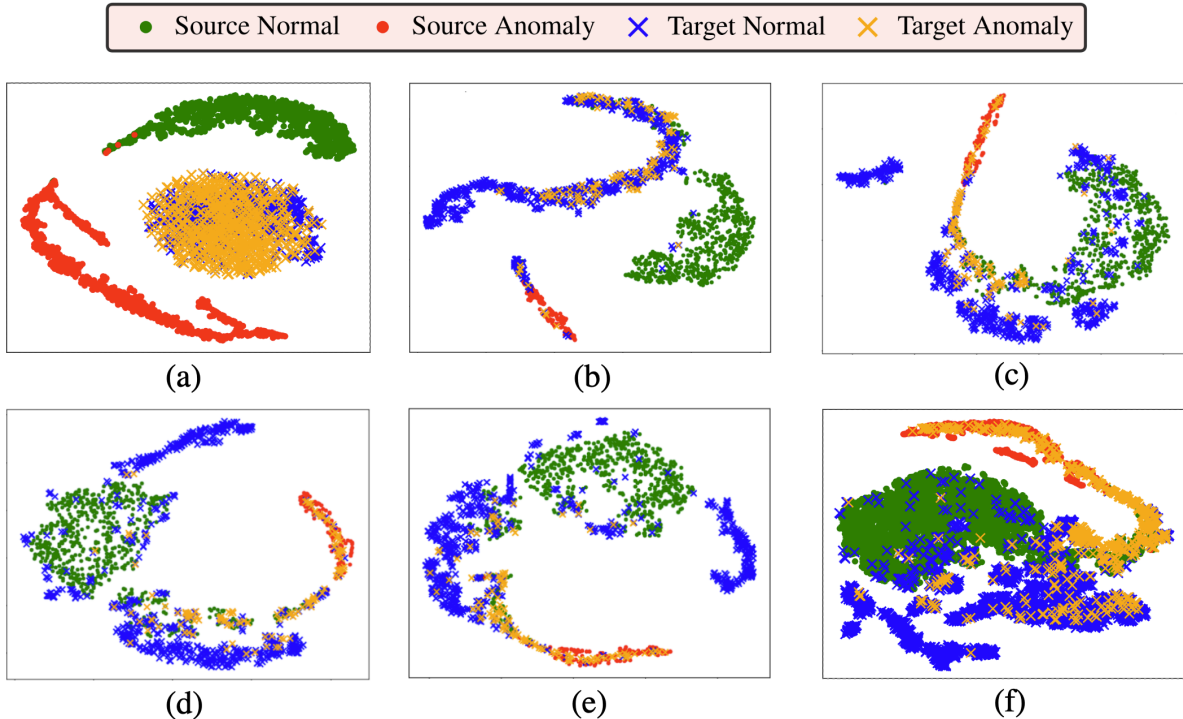 Source Normal Source Anomaly Target Normal Target Anomaly
(a) (b) (c)
(d) (e) (f)